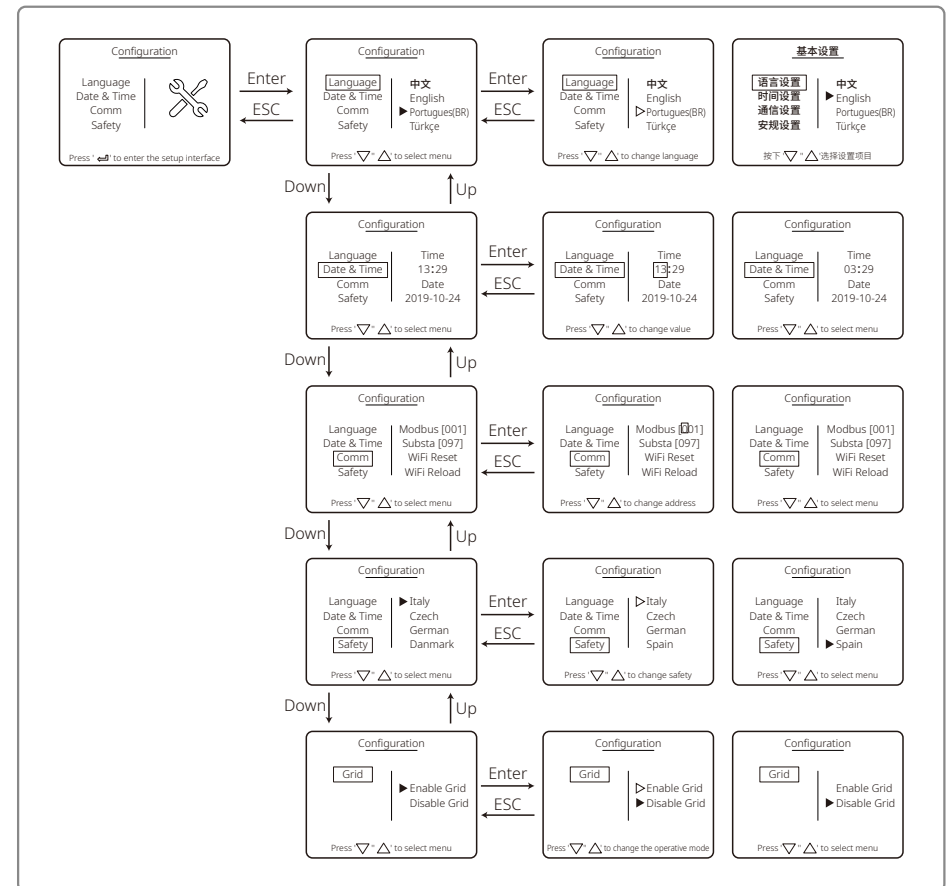 Configuration
Language
Date & Time
Comm
Safety
Press ' ' to enter the setup interface
Enter
ESC
Configuration
Language
Date & Time
Comm
Safety
中文
English
Portugues(BR)
Türkçe
Press '▽" △' to select menu
Enter
ESC
Configuration
Language
Date & Time
Comm
Safety
中文
English
Portugues(BR)
Türkçe
Press '▽" △' to change language
基本设置
语言设置
时间设置
通信设置
安规设置
中文
English
Portugues(BR)
Türkçe
按下 '▽" △'选择设置项目
Down
Up
Configuration
Language
Date & Time
Comm
Safety
Time
13:29
Date
2019-10-24
Press '▽" △' to select menu
Enter
ESC
Configuration
Language
Date & Time
Comm
Safety
Time
13:29
Date
2019-10-24
Press '▽" △' to change value
Configuration
Language
Date & Time
Comm
Safety
Time
03:29
Date
2019-10-24
Press '▽" △' to select menu
Down
Up
Configuration
Language
Date & Time
Comm
Safety
Modbus [001]
Substa [097]
WiFi Reset
WiFi Reload
Press '▽" △' to select menu
Enter
ESC
Configuration
Language
Date & Time
Comm
Safety
Modbus [001]
Substa [097]
WiFi Reset
WiFi Reload
Press '▽" △' to change address
Configuration
Language
Date & Time
Comm
Safety
Modbus [001]
Substa [097]
WiFi Reset
WiFi Reload
Press '▽" △' to select menu
Down
Up
Configuration
Language
Date & Time
Comm
Safety
Italy
Czech
German
Danmark
Press '▽" △' to select menu
Enter
ESC
Configuration
Language
Date & Time
Comm
Safety
Italy
Czech
German
Spain
Press '▽" △' to change safety
Configuration
Language
Date & Time
Comm
Safety
Italy
Czech
German
Spain
Press '▽" △' to select menu
Down
Up
Configuration
Grid
Enable Grid
Disable Grid
Press '▽" △' to select menu
Enter
ESC
Configuration
Grid
Enable Grid
Disable Grid
Press '▽" △' to change the operative mode
Configuration
Grid
Enable Grid
Disable Grid
Press '▽" △' to select menu